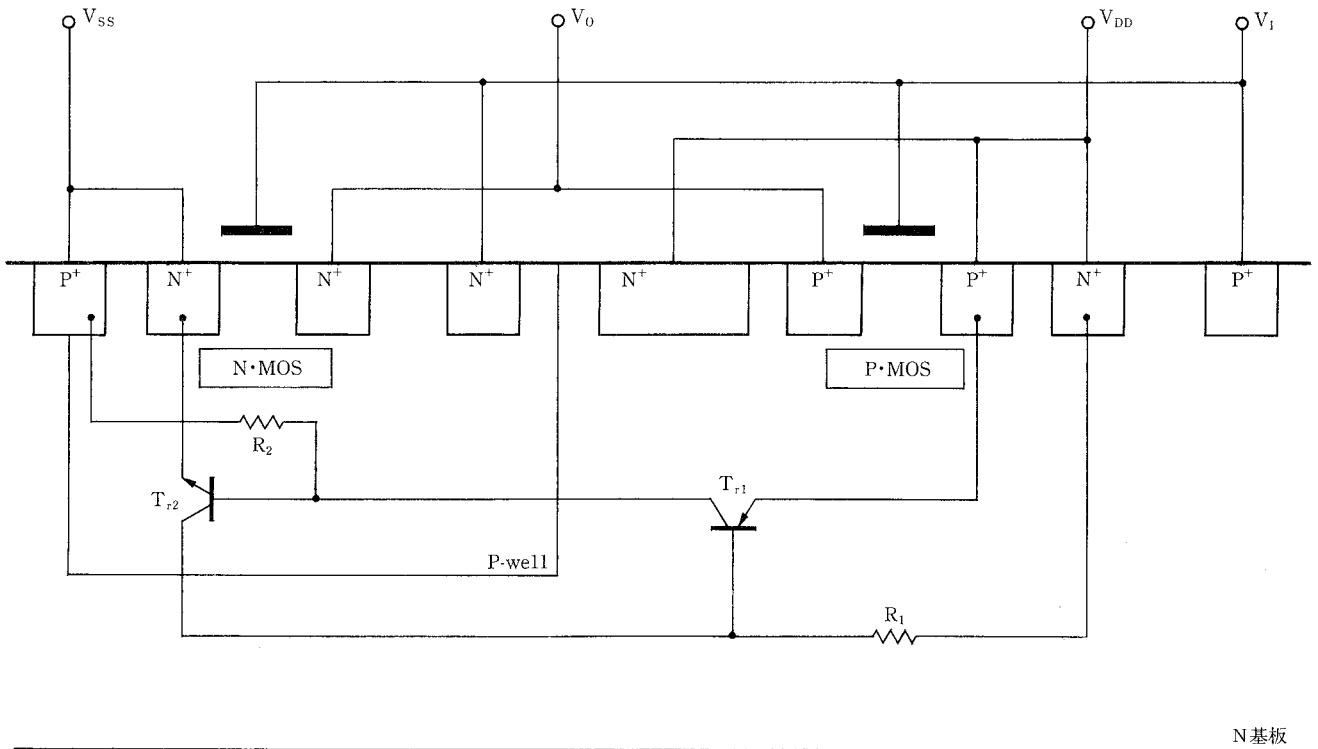 V_SS
V_O
V_DD
V_I
P⁺
N⁺
N⁺
N⁺
N⁺
P⁺
P⁺
N⁺
P⁺
N・MOS
P・MOS
R₂
T_r2
T_r1
P-well
R₁
N基板